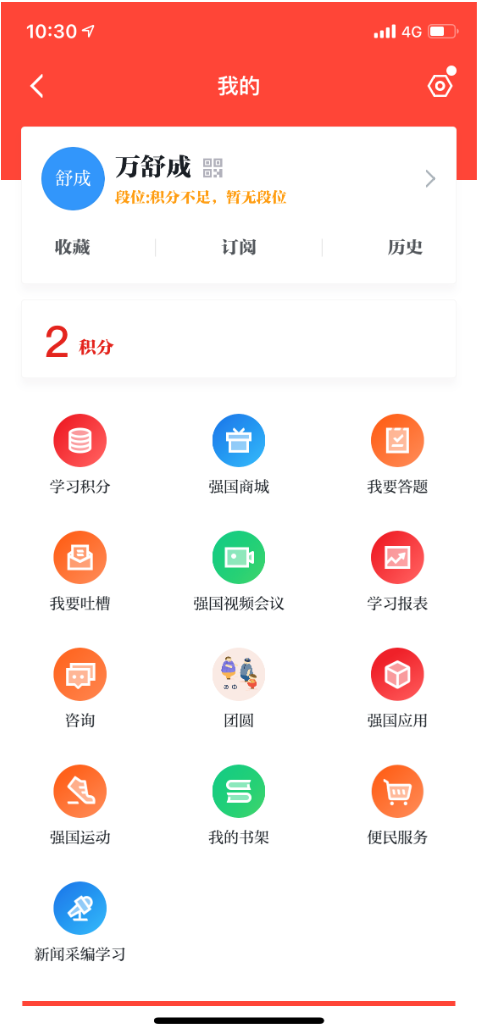 10:30 4G
我的
舒成
万舒成
段位:积分不足，暂无段位
收藏 订阅 历史
2 积分
学习积分 强国商城 我要答题
我要吐槽 强国视频会议 学习报表
咨询 团圆 强国应用
强国运动 我的书架 便民服务
新闻采编学习